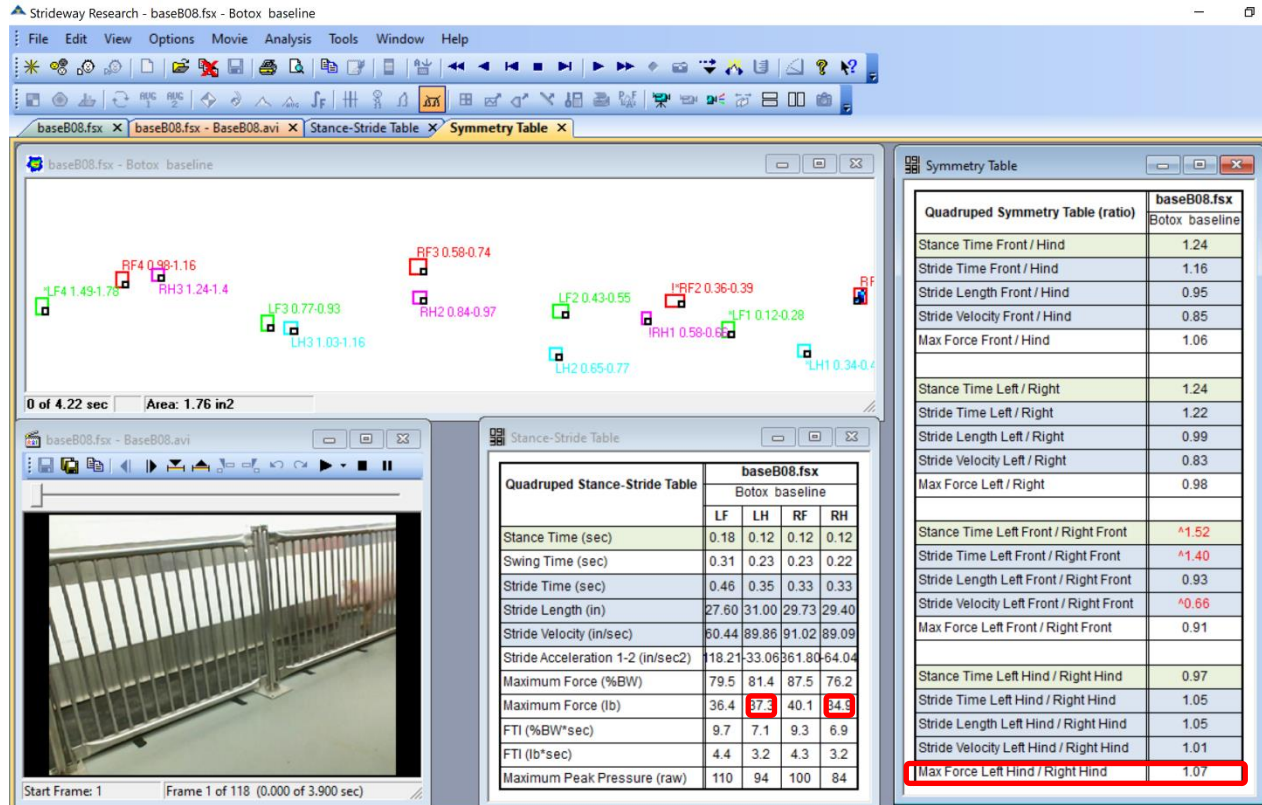 Strideway Research - baseB08.fsx - Botox baseline
File Edit View Options Movie Analysis Tools Window Help
baseB08.fsx baseB08.fsx - BaseB08.avi Stance-Stride Table Symmetry Table
baseB08.fsx - Botox baseline
RF3 0.58-0.74
RF4 0.98-1.16
RF
*LF4 1.49-1.78
RH3 1.24-1.4
I*RF2 0.36-0.39
LF2 0.43-0.55
LF3 0.77-0.93
RH2 0.84-0.97
*LF1 0.12-0.28
IRH1 0.58-0.66
LH3 1.03-1.16
LH2 0.65-0.77
*LH1 0.34-0.4
0 of 4.22 sec Area: 1.76 in2
baseB08.fsx - BaseB08.avi
Start Frame: 1 Frame 1 of 118 (0.000 of 3.900 sec)
Stance-Stride Table
Quadruped Stance-Stride Table
baseB08.fsx
Botox baseline
LF LH RF RH
Stance Time (sec) 0.18 0.12 0.12 0.12
Swing Time (sec) 0.31 0.23 0.23 0.22
Stride Time (sec) 0.46 0.35 0.33 0.33
Stride Length (in) 27.60 31.00 29.73 29.40
Stride Velocity (in/sec) 60.44 89.86 91.02 89.09
Stride Acceleration 1-2 (in/sec2) 118.21 -33.06 361.80 -64.04
Maximum Force (%BW) 79.5 81.4 87.5 76.2
Maximum Force (lb) 36.4 37.3 40.1 34.9
FTI (%BW*sec) 9.7 7.1 9.3 6.9
FTI (lb*sec) 4.4 3.2 4.3 3.2
Maximum Peak Pressure (raw) 110 94 100 84
Symmetry Table
Quadruped Symmetry Table (ratio)
baseB08.fsx
Botox baseline
Stance Time Front / Hind 1.24
Stride Time Front / Hind 1.16
Stride Length Front / Hind 0.95
Stride Velocity Front / Hind 0.85
Max Force Front / Hind 1.06
Stance Time Left / Right 1.24
Stride Time Left / Right 1.22
Stride Length Left / Right 0.99
Stride Velocity Left / Right 0.83
Max Force Left / Right 0.98
Stance Time Left Front / Right Front ^1.52
Stride Time Left Front / Right Front ^1.40
Stride Length Left Front / Right Front 0.93
Stride Velocity Left Front / Right Front ^0.66
Max Force Left Front / Right Front 0.91
Stance Time Left Hind / Right Hind 0.97
Stride Time Left Hind / Right Hind 1.05
Stride Length Left Hind / Right Hind 1.05
Stride Velocity Left Hind / Right Hind 1.01
Max Force Left Hind / Right Hind 1.07